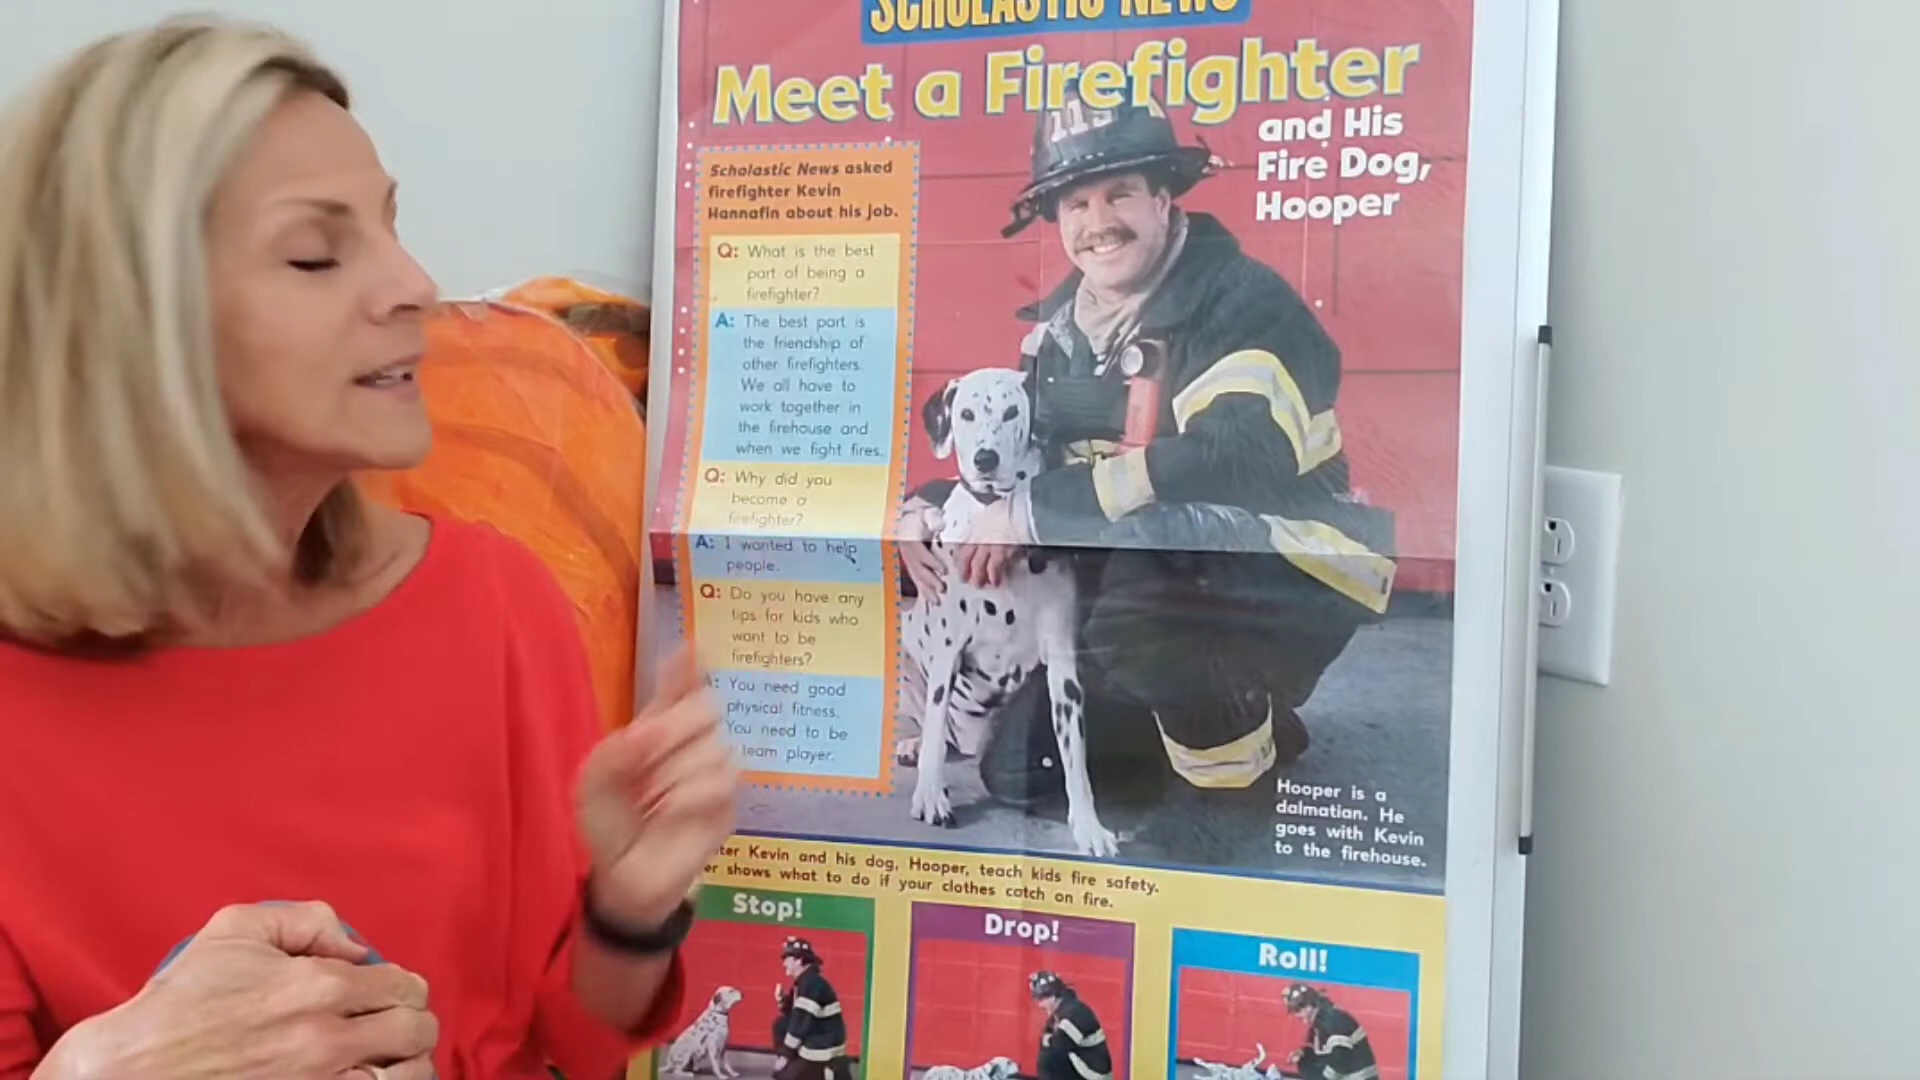 SCHOLASTIC NEWS
Meet a Firefighter
and His
Fire Dog,
Hooper
115
Scholastic News asked
firefighter Kevin
Hannafin about his job.
Q: What is the best
part of being a
firefighter?
A: The best part is
the friendship of
other firefighters.
We all have to
work together in
the firehouse and
when we fight fires.
Q: Why did you
become a
firefighter?
A: I wanted to help
people.
Q: Do you have any
tips for kids who
want to be
firefighters?
A: You need good
physical fitness.
You need to be
team player.
Hooper is a
dalmatian. He
goes with Kevin
to the firehouse.
Kevin and his dog, Hooper, teach kids fire safety.
shows what to do if your clothes catch on fire.
Stop!
Drop!
Roll!